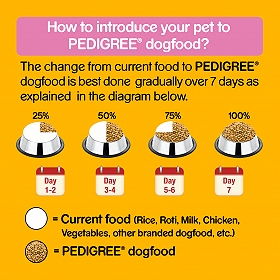 How to introduce your pet to
PEDIGREE® dogfood?
The change from current food to PEDIGREE®
dogfood is best done gradually over 7 days as
explained in the diagram below.
25% 50% 75% 100%
Day 1-2 Day 3-4 Day 5-6 Day 7
= Current food (Rice, Roti, Milk, Chicken,
Vegetables, other branded dogfood, etc.)
= PEDIGREE® dogfood